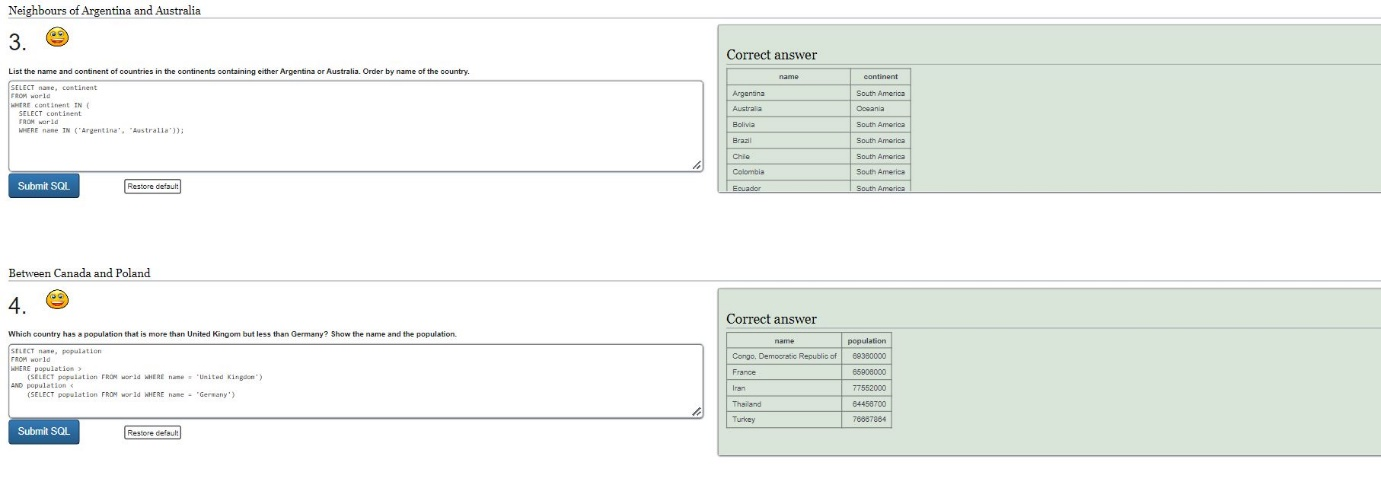 Neighbours of Argentina and Australia
3.
List the name and continent of countries in the continents containing either Argentina or Australia. Order by name of the country.
SELECT name, continent
FROM world
WHERE continent IN (
SELECT continent
FROM world
WHERE name IN ('Argentina', 'Australia'));
Submit SQL
Restore default
Correct answer
name continent
Argentina South America
Australia Oceania
Bolivia South America
Brazil South America
Chile South America
Colombia South America
Ecuador South America
Between Canada and Poland
4.
Which country has a population that is more than United Kingom but less than Germany? Show the name and the population.
SELECT name, population
FROM world
WHERE population >
(SELECT population FROM world WHERE name = 'United Kingdom')
AND population <
(SELECT population FROM world WHERE name = 'Germany')
Submit SQL
Restore default
Correct answer
name population
Congo, Democratic Republic of 69360000
France 65906000
Iran 77552000
Thailand 64456700
Turkey 76667864